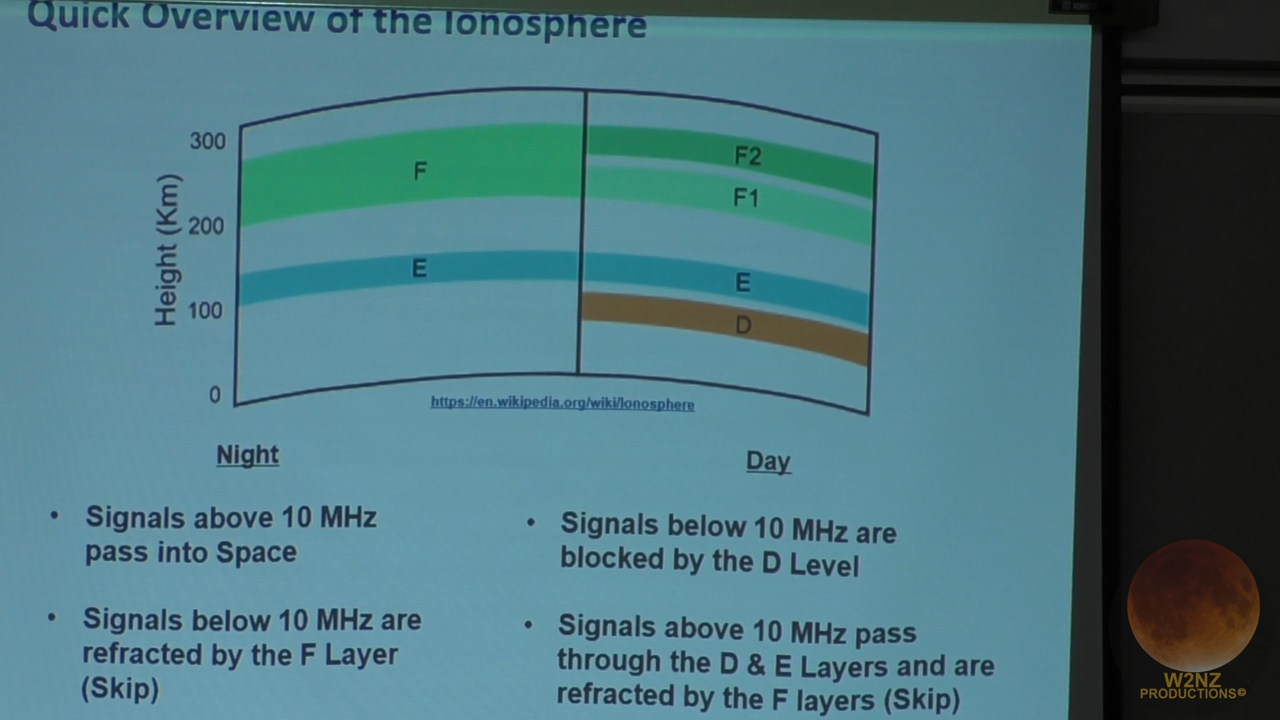 Quick Overview of the Ionosphere
300
200
100
0
Height (Km)
F
E
F2
F1
E
D
https://en.wikipedia.org/wiki/Ionosphere
Night
• Signals above 10 MHz
pass into Space
• Signals below 10 MHz are
refracted by the F Layer
(Skip)
Day
• Signals below 10 MHz are
blocked by the D Level
• Signals above 10 MHz pass
through the D & E Layers and are
refracted by the F layers (Skip)
W2NZ
PRODUCTIONS©